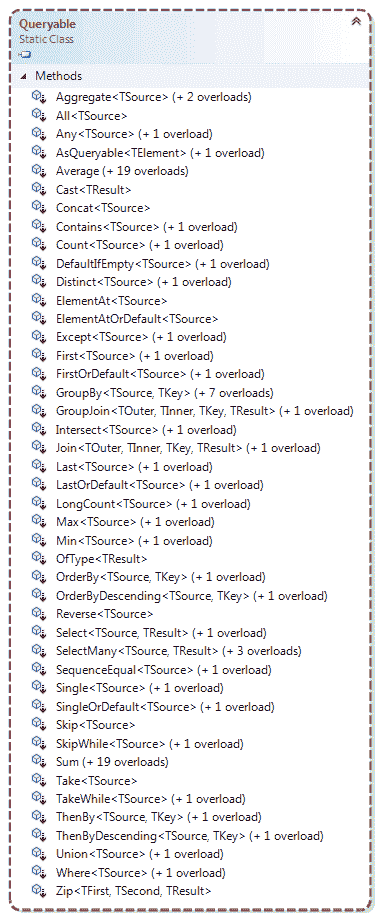 Queryable
Static Class
Methods
Aggregate<TSource> (+ 2 overloads)
All<TSource>
Any<TSource> (+ 1 overload)
AsQueryable<TElement> (+ 1 overload)
Average (+ 19 overloads)
Cast<TResult>
Concat<TSource>
Contains<TSource> (+ 1 overload)
Count<TSource> (+ 1 overload)
DefaultIfEmpty<TSource> (+ 1 overload)
Distinct<TSource> (+ 1 overload)
ElementAt<TSource>
ElementAtOrDefault<TSource>
Except<TSource> (+ 1 overload)
First<TSource> (+ 1 overload)
FirstOrDefault<TSource> (+ 1 overload)
GroupBy<TSource, TKey> (+ 7 overloads)
GroupJoin<TOuter, TInner, TKey, TResult> (+ 1 overload)
Intersect<TSource> (+ 1 overload)
Join<TOuter, TInner, TKey, TResult> (+ 1 overload)
Last<TSource> (+ 1 overload)
LastOrDefault<TSource> (+ 1 overload)
LongCount<TSource> (+ 1 overload)
Max<TSource> (+ 1 overload)
Min<TSource> (+ 1 overload)
OfType<TResult>
OrderBy<TSource, TKey> (+ 1 overload)
OrderByDescending<TSource, TKey> (+ 1 overload)
Reverse<TSource>
Select<TSource, TResult> (+ 1 overload)
SelectMany<TSource, TResult> (+ 3 overloads)
SequenceEqual<TSource> (+ 1 overload)
Single<TSource> (+ 1 overload)
SingleOrDefault<TSource> (+ 1 overload)
Skip<TSource>
SkipWhile<TSource> (+ 1 overload)
Sum (+ 19 overloads)
Take<TSource>
TakeWhile<TSource> (+ 1 overload)
ThenBy<TSource, TKey> (+ 1 overload)
ThenByDescending<TSource, TKey> (+ 1 overload)
Union<TSource> (+ 1 overload)
Where<TSource> (+ 1 overload)
Zip<TFirst, TSecond, TResult>